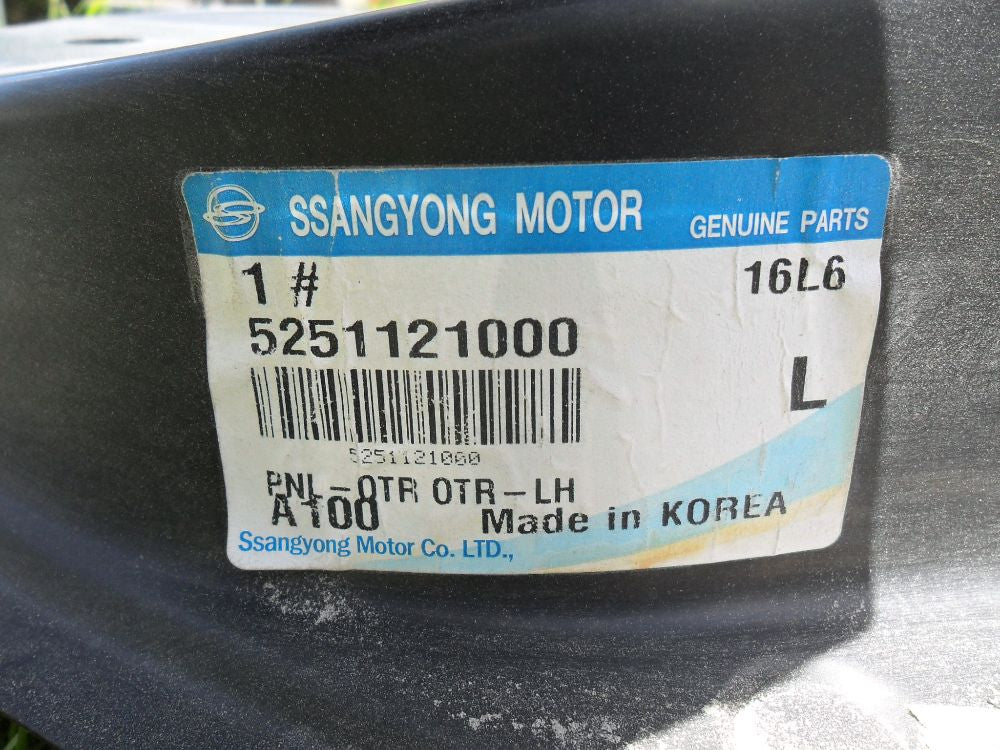 SSANGYONG MOTOR GENUINE PARTS
1 # 16L6
5251121000
L
5251121000
PNL-OTR OTR-LH
A100 Made in KOREA
Ssangyong Motor Co. LTD.,